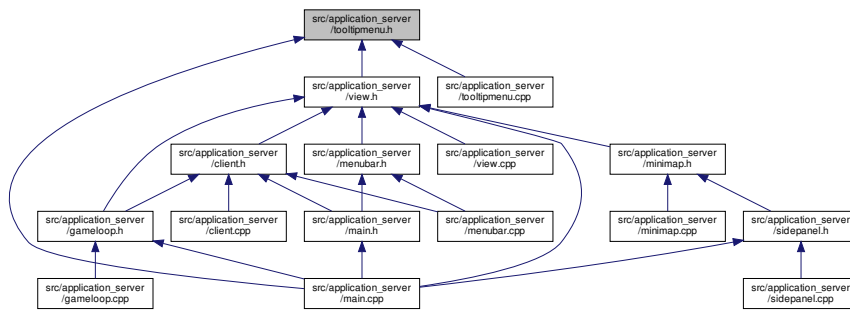 src/application_server
/tooltipmenu.h
src/application_server
/view.h
src/application_server
/tooltipmenu.cpp
src/application_server
/client.h
src/application_server
/menubar.h
src/application_server
/view.cpp
src/application_server
/minimap.h
src/application_server
/gameloop.h
src/application_server
/client.cpp
src/application_server
/main.h
src/application_server
/menubar.cpp
src/application_server
/minimap.cpp
src/application_server
/sidepanel.h
src/application_server
/gameloop.cpp
src/application_server
/main.cpp
src/application_server
/sidepanel.cpp